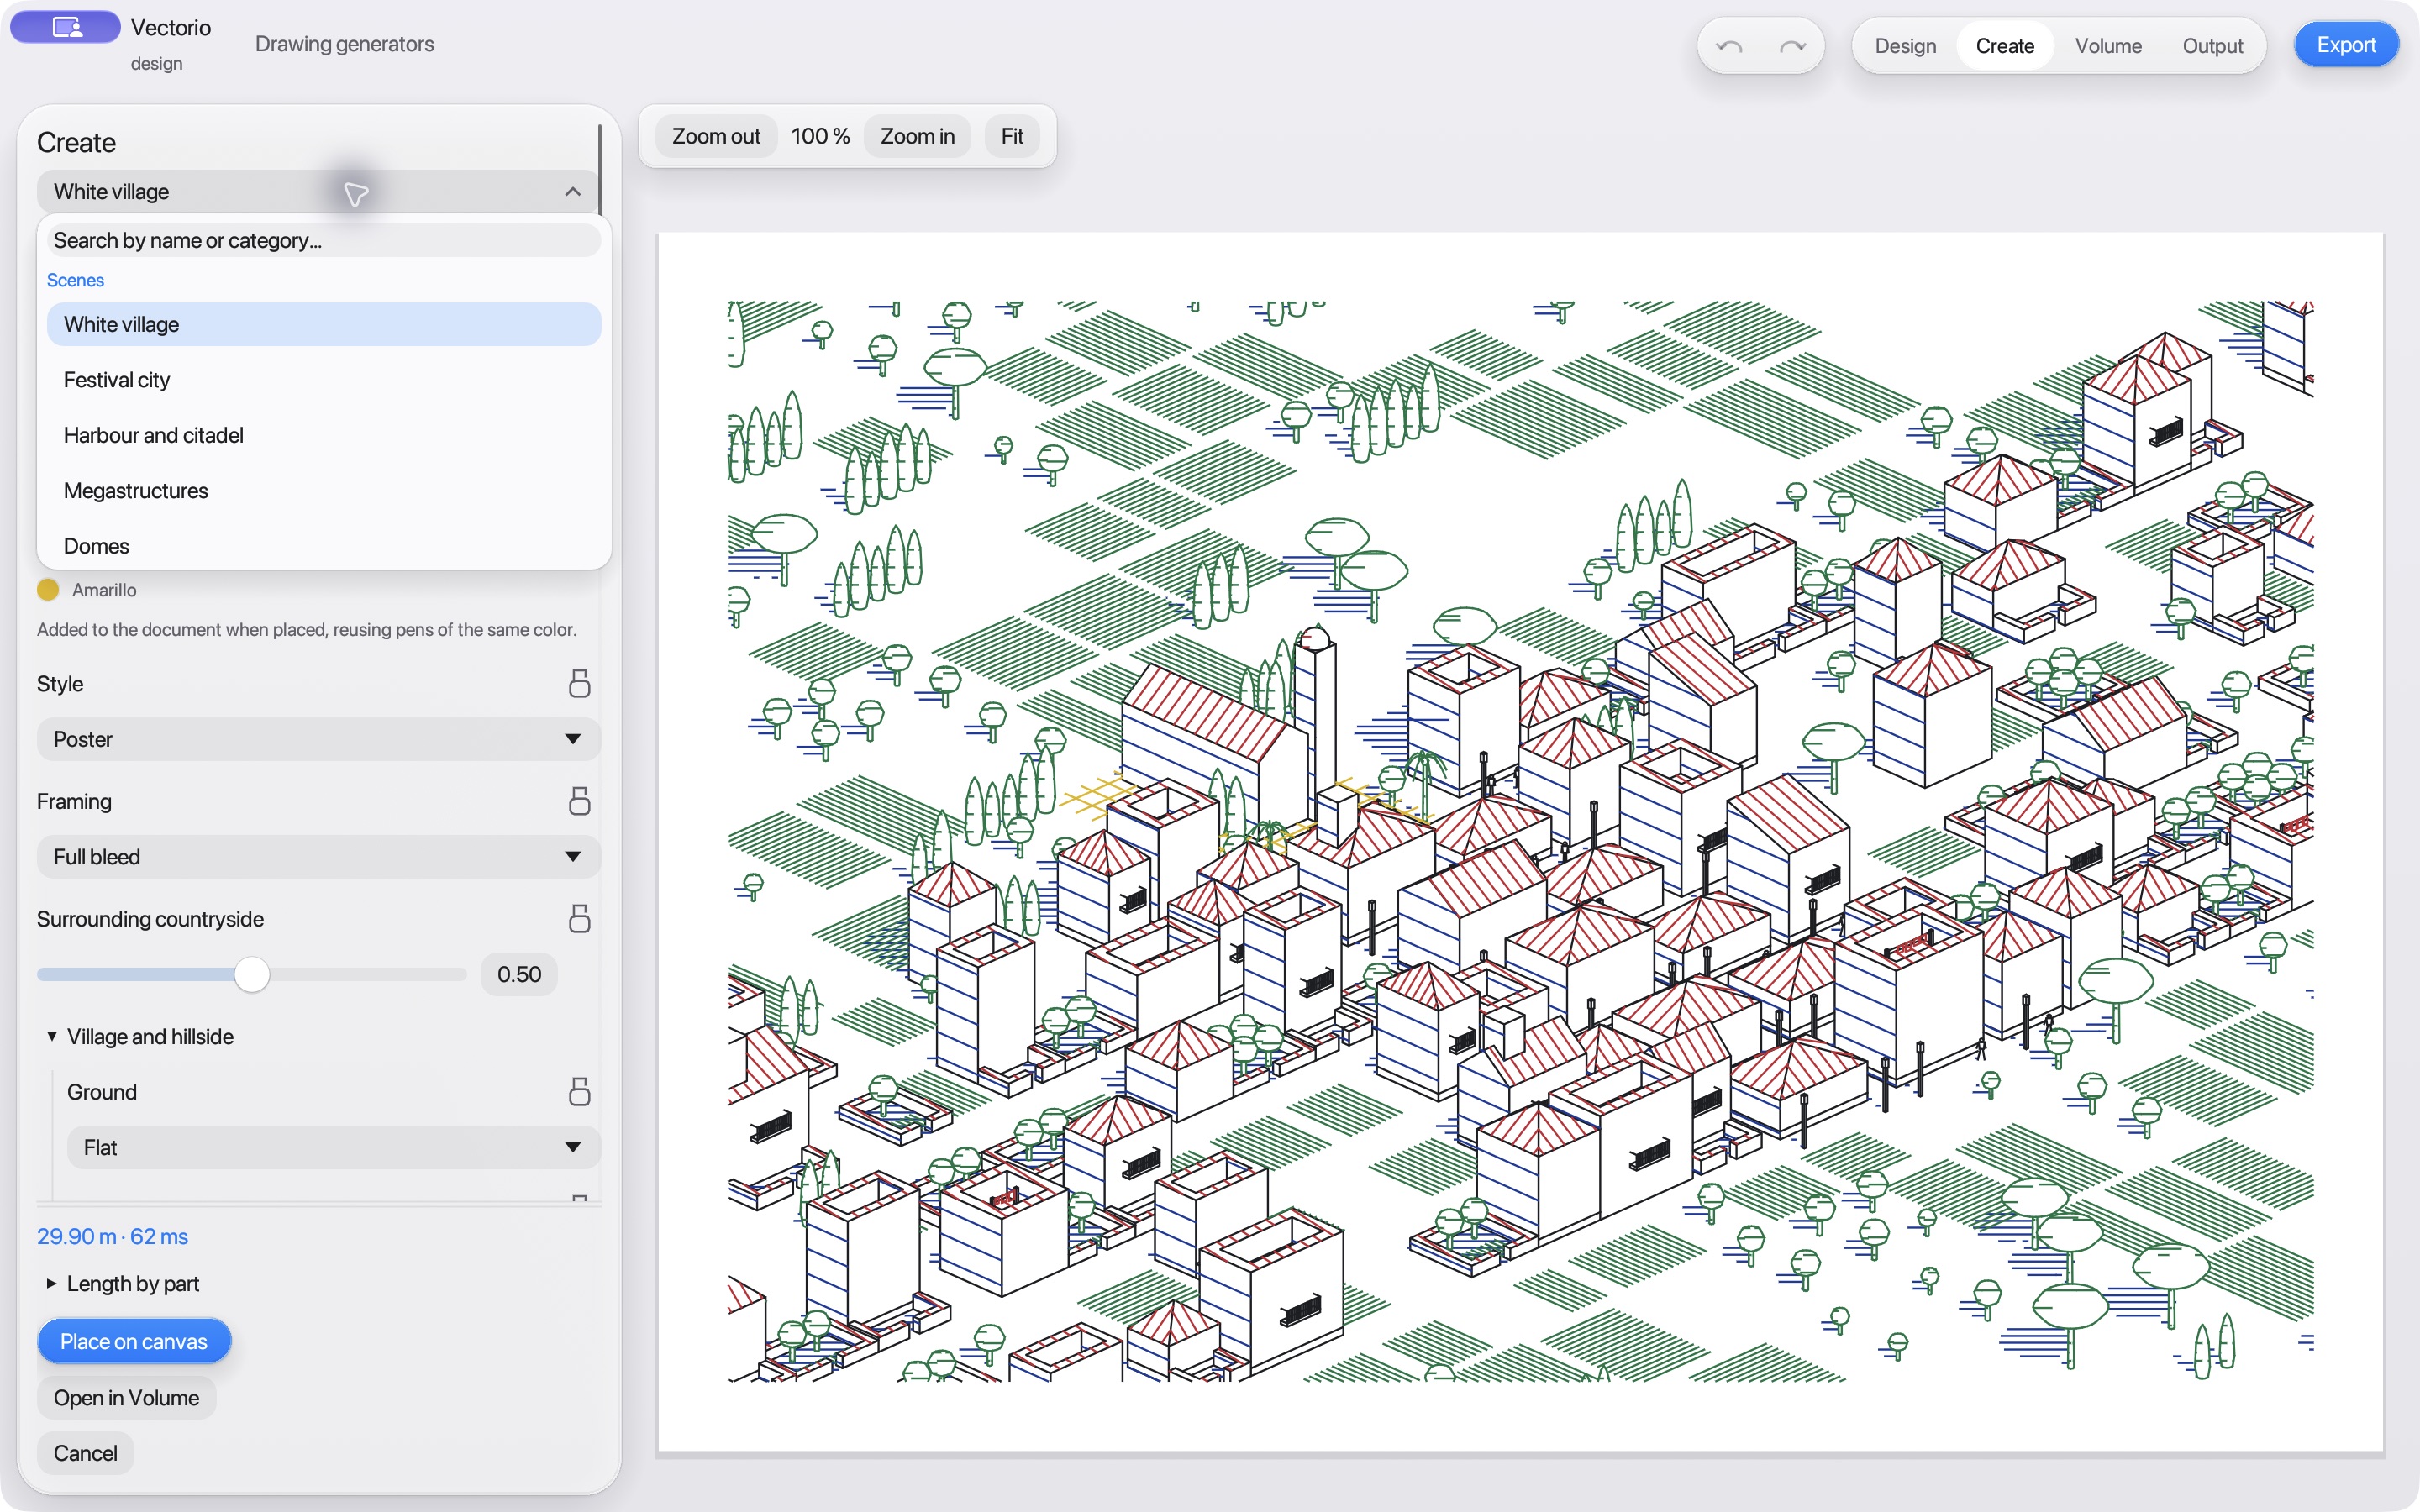 Vectorio
design
Drawing generators
Design
Create
Volume
Output
Export
Create
White village
Search by name or category...
Scenes
White village
Festival city
Harbour and citadel
Megastructures
Domes
Amarillo
Added to the document when placed, reusing pens of the same color.
Style
Poster
Framing
Full bleed
Surrounding countryside
0.50
Village and hillside
Ground
Flat
29.90 m · 62 ms
Length by part
Place on canvas
Open in Volume
Cancel
Zoom out
100 %
Zoom in
Fit